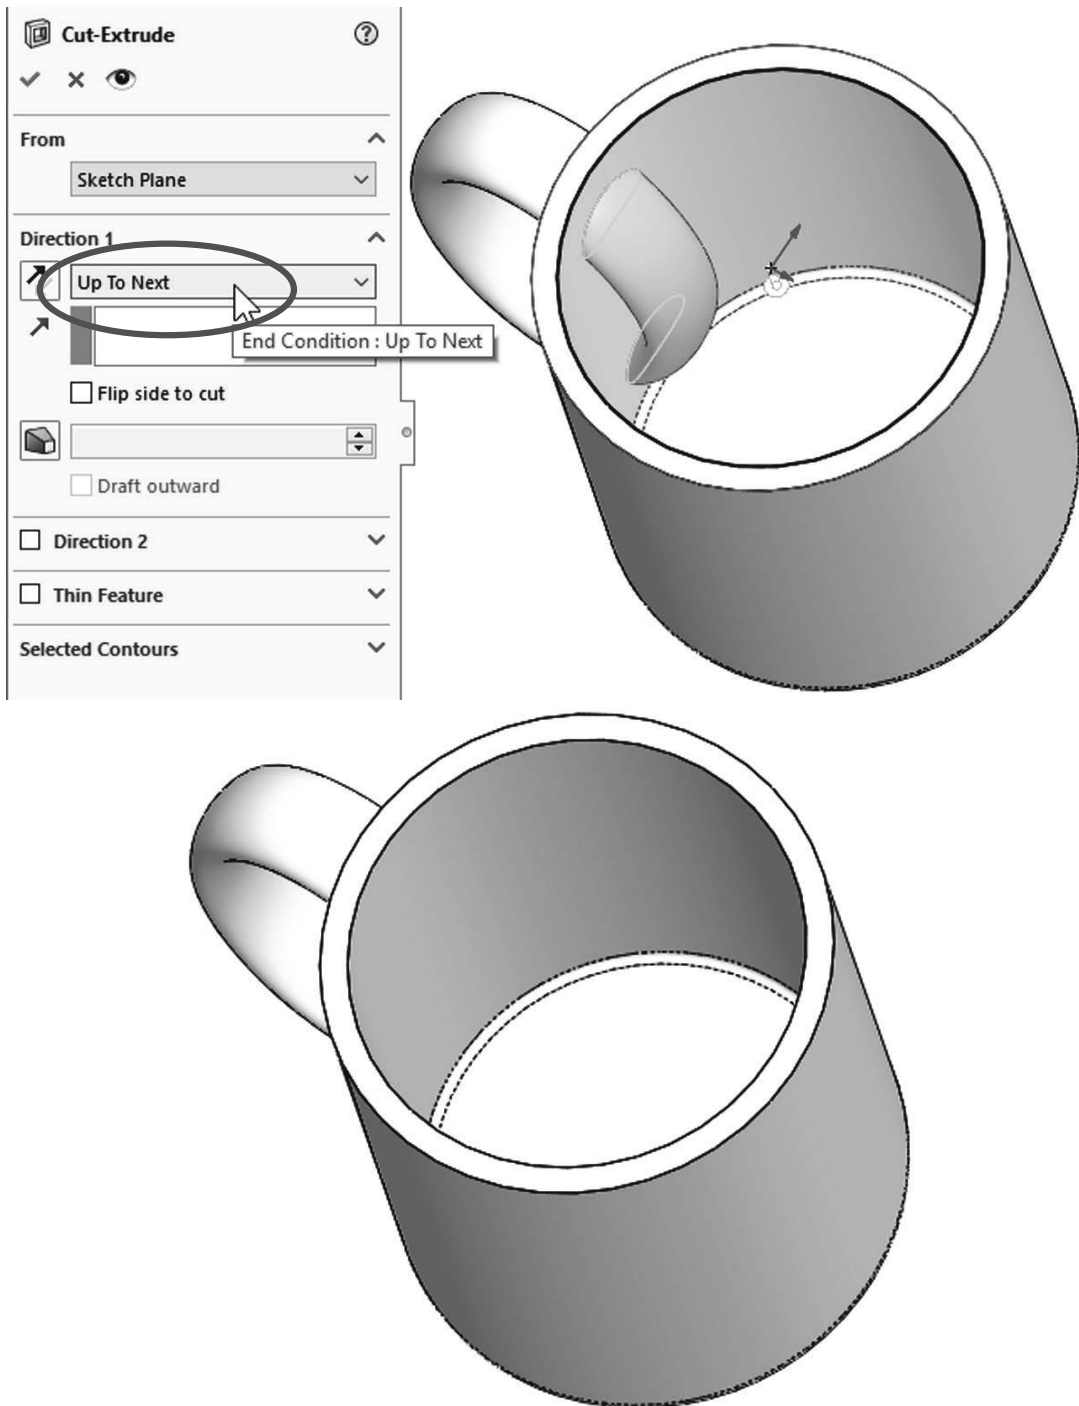 Cut-Extrude
From
Sketch Plane
Direction 1
Up To Next
End Condition : Up To Next
Flip side to cut
Draft outward
Direction 2
Thin Feature
Selected Contours